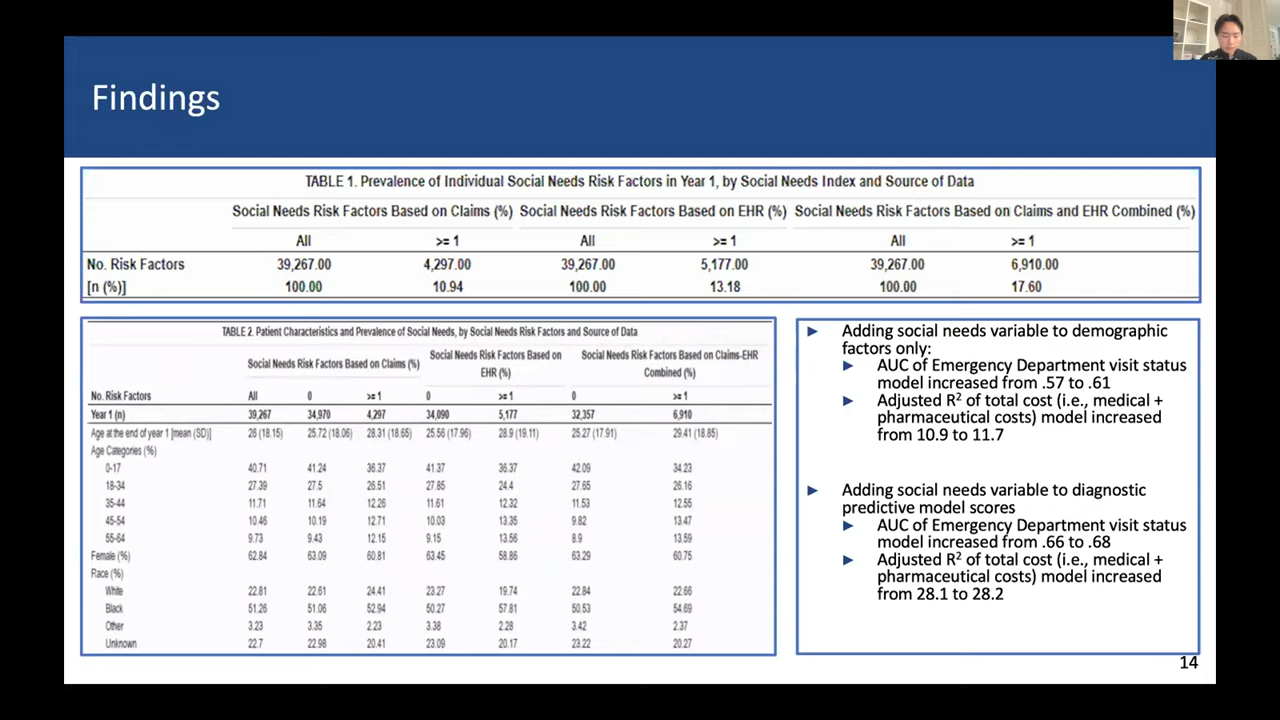 Findings
TABLE 1. Prevalence of Individual Social Needs Risk Factors in Year 1, by Social Needs Index and Source of Data
Social Needs Risk Factors Based on Claims (%) Social Needs Risk Factors Based on EHR (%) Social Needs Risk Factors Based on Claims and EHR Combined (%)
All >= 1 All >= 1 All >= 1
No. Risk Factors 39,267.00 4,297.00 39,267.00 5,177.00 39,267.00 6,910.00
[n (%)] 100.00 10.94 100.00 13.18 100.00 17.60
TABLE 2. Patient Characteristics and Prevalence of Social Needs, by Social Needs Risk Factors and Source of Data
Social Needs Risk Factors Based on Claims (%) Social Needs Risk Factors Based on EHR (%) Social Needs Risk Factors Based on Claims-EHR Combined (%)
No. Risk Factors All 0 >= 1 0 >= 1 0 >= 1
Year 1 (n) 39,267 34,970 4,297 34,090 5,177 32,357 6,910
Age at the end of year 1 [mean (SD)] 26 (18.15) 25.72 (18.06) 28.31 (18.65) 25.56 (17.96) 28.9 (19.11) 25.27 (17.91) 29.41 (18.85)
Age Categories (%)
0-17 40.71 41.24 36.37 41.37 36.37 42.09 34.23
18-34 27.39 27.5 26.51 27.85 24.4 27.65 26.16
35-44 11.71 11.64 12.26 11.61 12.32 11.53 12.55
45-54 10.46 10.19 12.71 10.03 13.35 9.82 13.47
55-64 9.73 9.43 12.15 9.15 13.56 8.9 13.59
Female (%) 62.84 63.09 60.81 63.45 58.86 63.29 60.75
Race (%)
White 22.81 22.61 24.41 23.27 19.74 22.84 22.66
Black 51.26 51.06 52.94 50.27 57.81 50.53 54.69
Other 3.23 3.35 2.23 3.38 2.28 3.42 2.37
Unknown 22.7 22.98 20.41 23.09 20.17 23.22 20.27
Adding social needs variable to demographic
factors only:
AUC of Emergency Department visit status
model increased from .57 to .61
Adjusted R² of total cost (i.e., medical +
pharmaceutical costs) model increased
from 10.9 to 11.7
Adding social needs variable to diagnostic
predictive model scores
AUC of Emergency Department visit status
model increased from .66 to .68
Adjusted R² of total cost (i.e., medical +
pharmaceutical costs) model increased
from 28.1 to 28.2
14